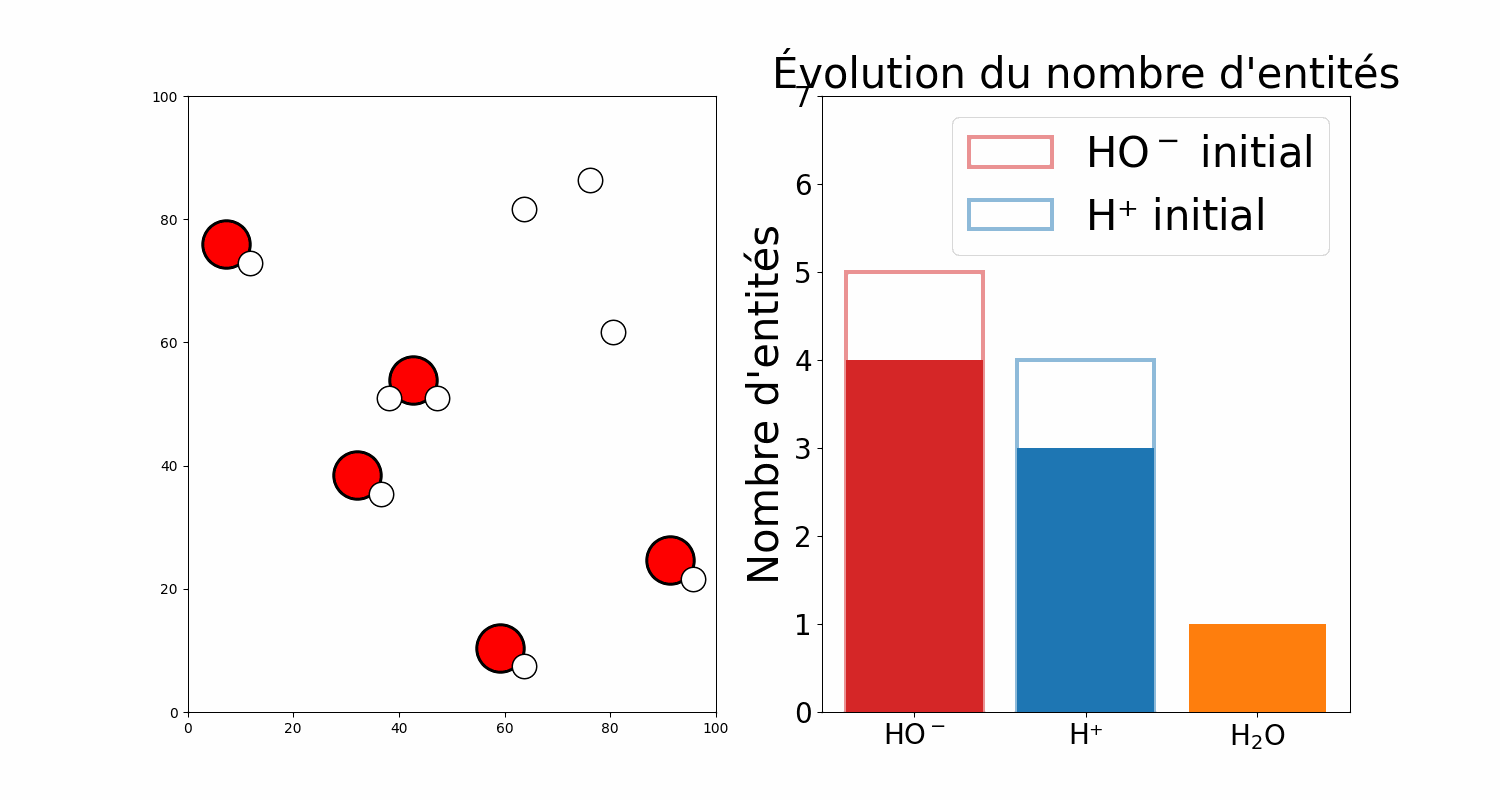 Évolution du nombre d'entités
100
80
60
40
20
0
0 20 40 60 80 100
Nombre d'entités
7
6
5
4
3
2
1
0
HO⁻ initial
H⁺ initial
HO⁻ H⁺ H₂O